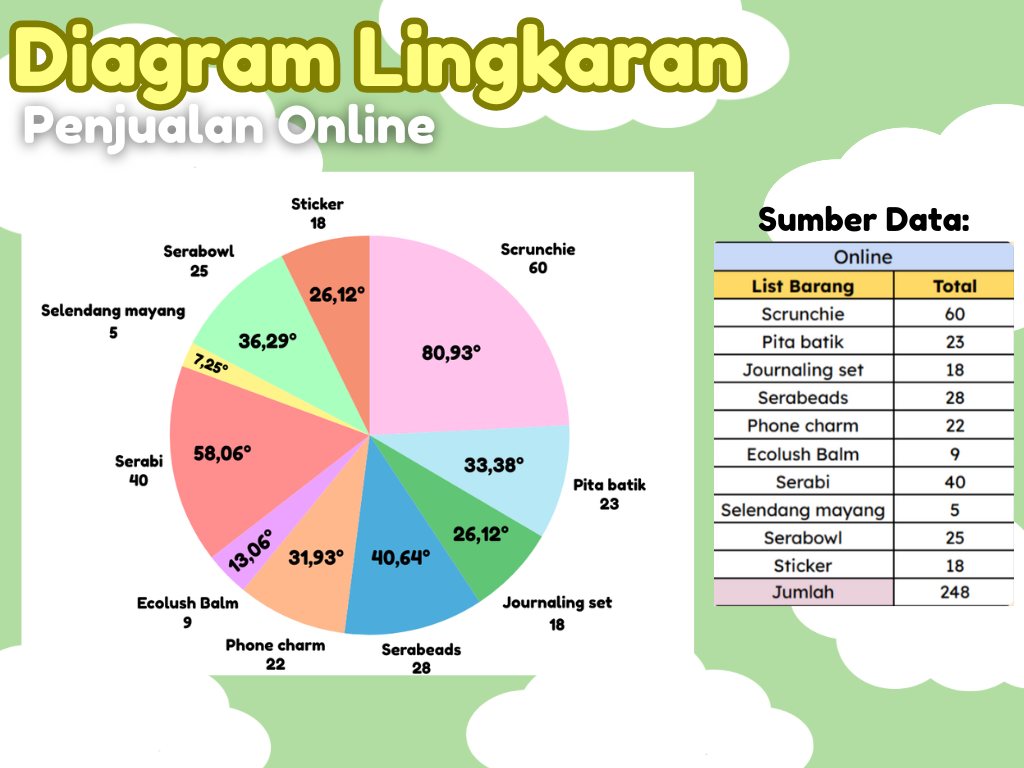 Diagram Lingkaran
Penjualan Online
Sticker
18
Scrunchie
60
Serabowl
25
Selendang mayang
5
Serabi
40
Ecolush Balm
9
Phone charm
22
Serabeads
28
Journaling set
18
Pita batik
23
26,12°
80,93°
36,29°
7,25°
58,06°
33,38°
26,12°
13,06°
31,93°
40,64°
Sumber Data:
Online
List Barang Total
Scrunchie 60
Pita batik 23
Journaling set 18
Serabeads 28
Phone charm 22
Ecolush Balm 9
Serabi 40
Selendang mayang 5
Serabowl 25
Sticker 18
Jumlah 248